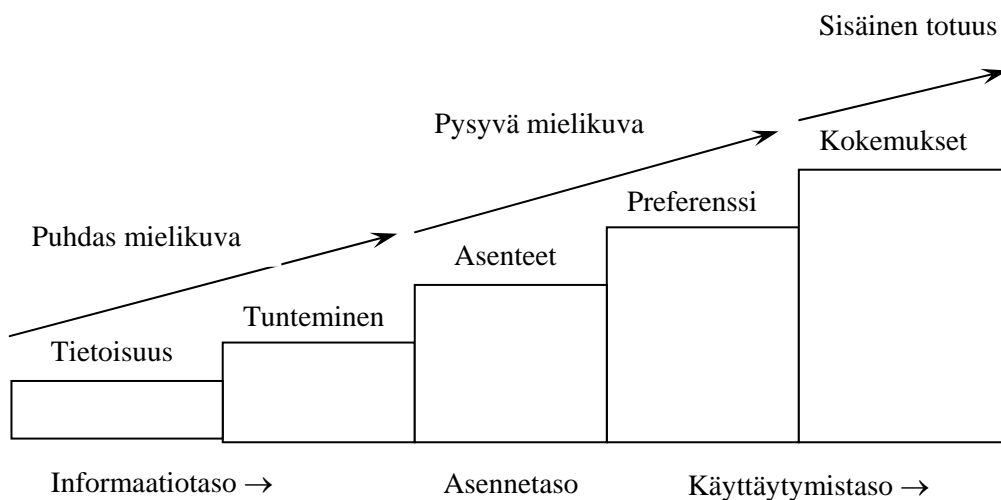 Sisäinen totuus
Pysyvä mielikuva
Kokemukset
Preferenssi
Puhdas mielikuva
Asenteet
Tunteminen
Tietoisuus
Informaatiotaso →
Asennetaso
Käyttäytymistaso →